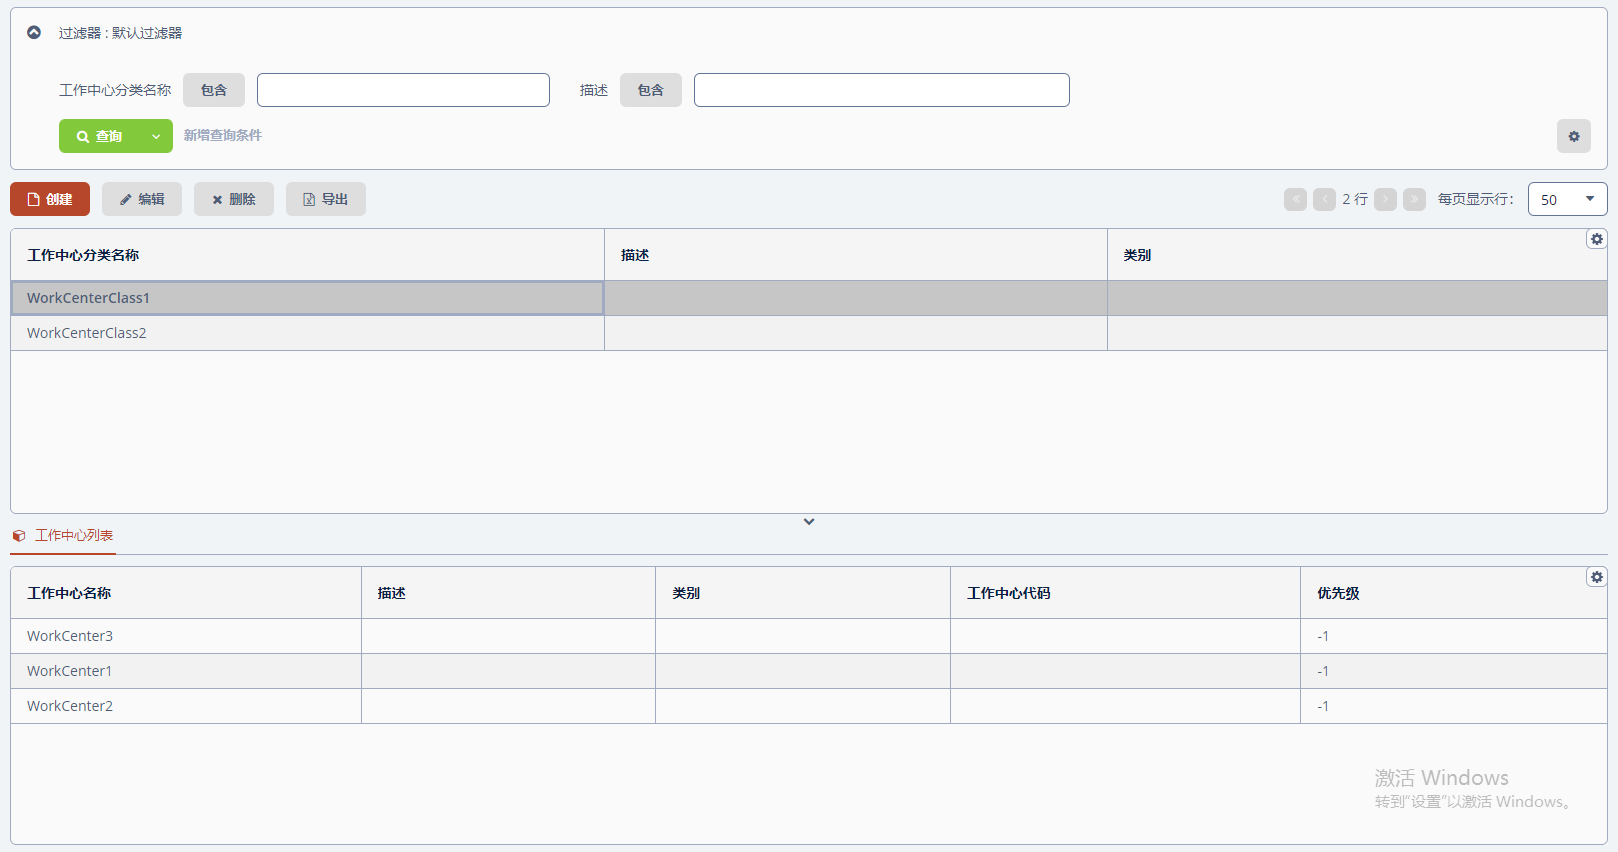 过滤器 : 默认过滤器
工作中心分类名称 包含 描述 包含
查询 新增查询条件
创建 编辑 删除 导出 2 行 每页显示行： 50
工作中心分类名称 描述 类别
WorkCenterClass1
WorkCenterClass2
工作中心列表
工作中心名称 描述 类别 工作中心代码 优先级
WorkCenter3 -1
WorkCenter1 -1
WorkCenter2 -1
激活 Windows
转到"设置"以激活 Windows。